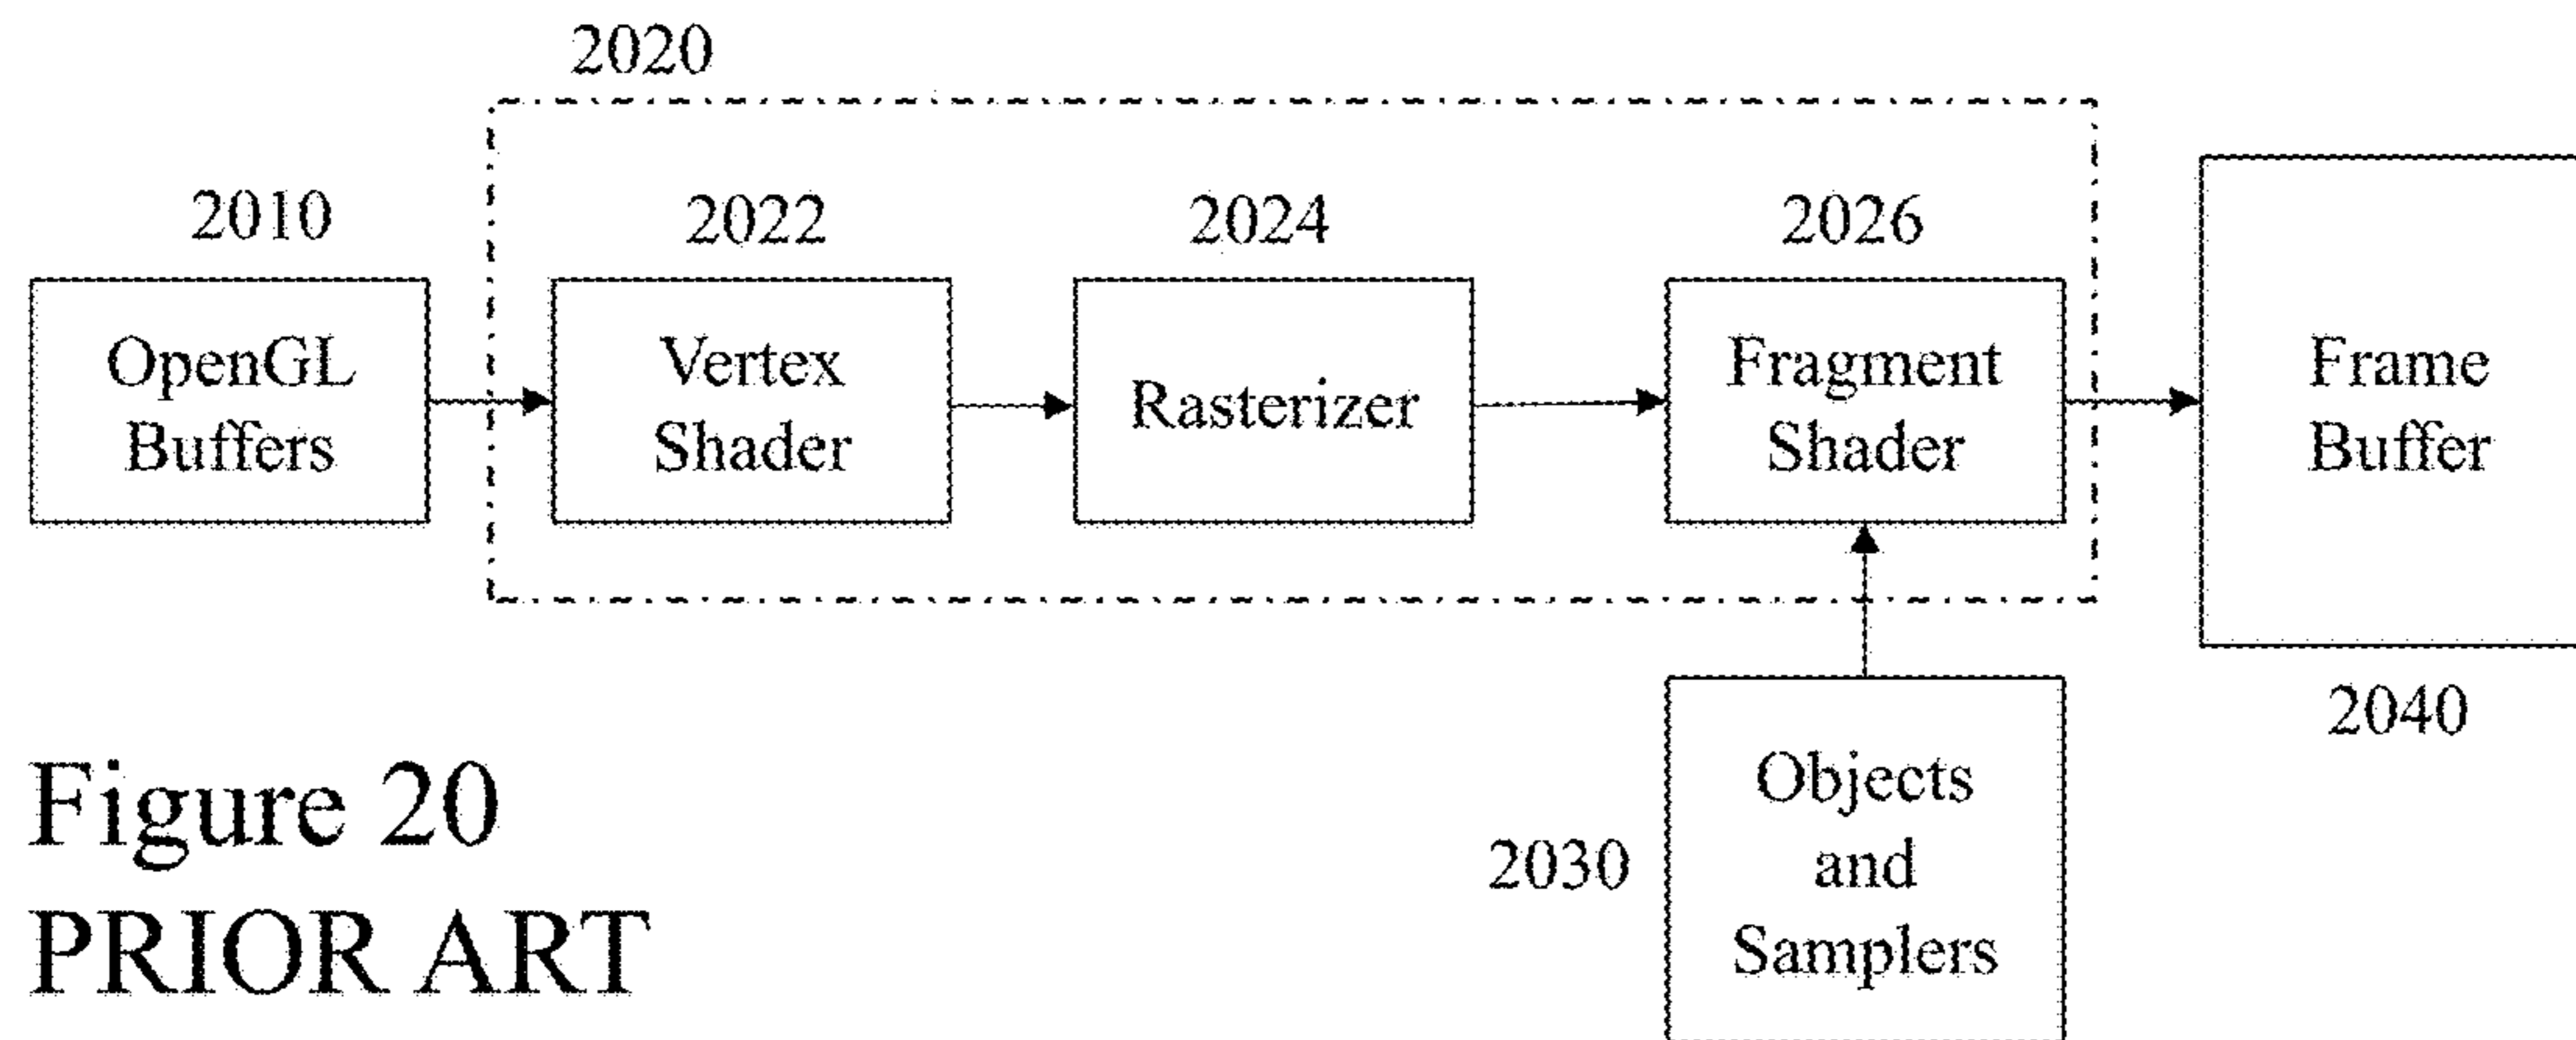 2020
2010
2022
2024
2026
OpenGL
Buffers
Vertex
Shader
Rasterizer
Fragment
Shader
Frame
Buffer
2040
2030
Objects
and
Samplers
Figure 20
PRIOR ART